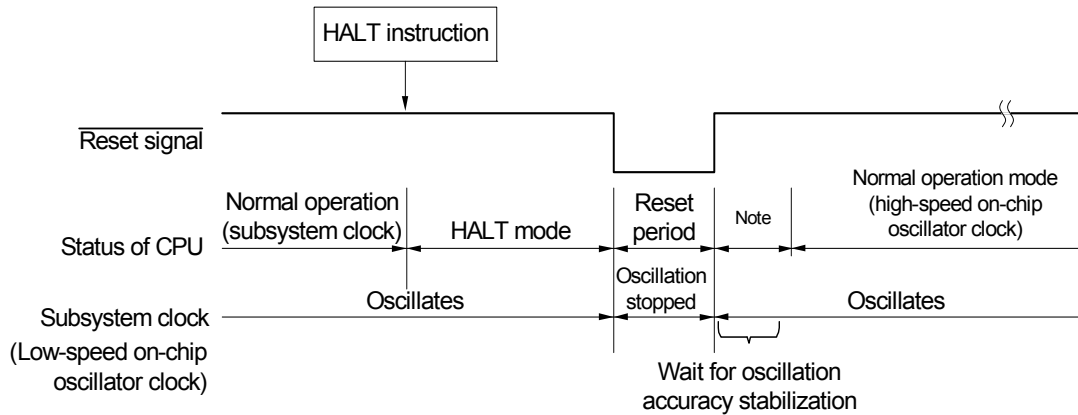 HALT instruction
Reset signal
Normal operation
(subsystem clock)
HALT mode
Reset
period
Note
Normal operation mode
(high-speed on-chip
oscillator clock)
Status of CPU
Oscillates
Oscillation
stopped
Oscillates
Subsystem clock
(Low-speed on-chip
oscillator clock)
Wait for oscillation
accuracy stabilization